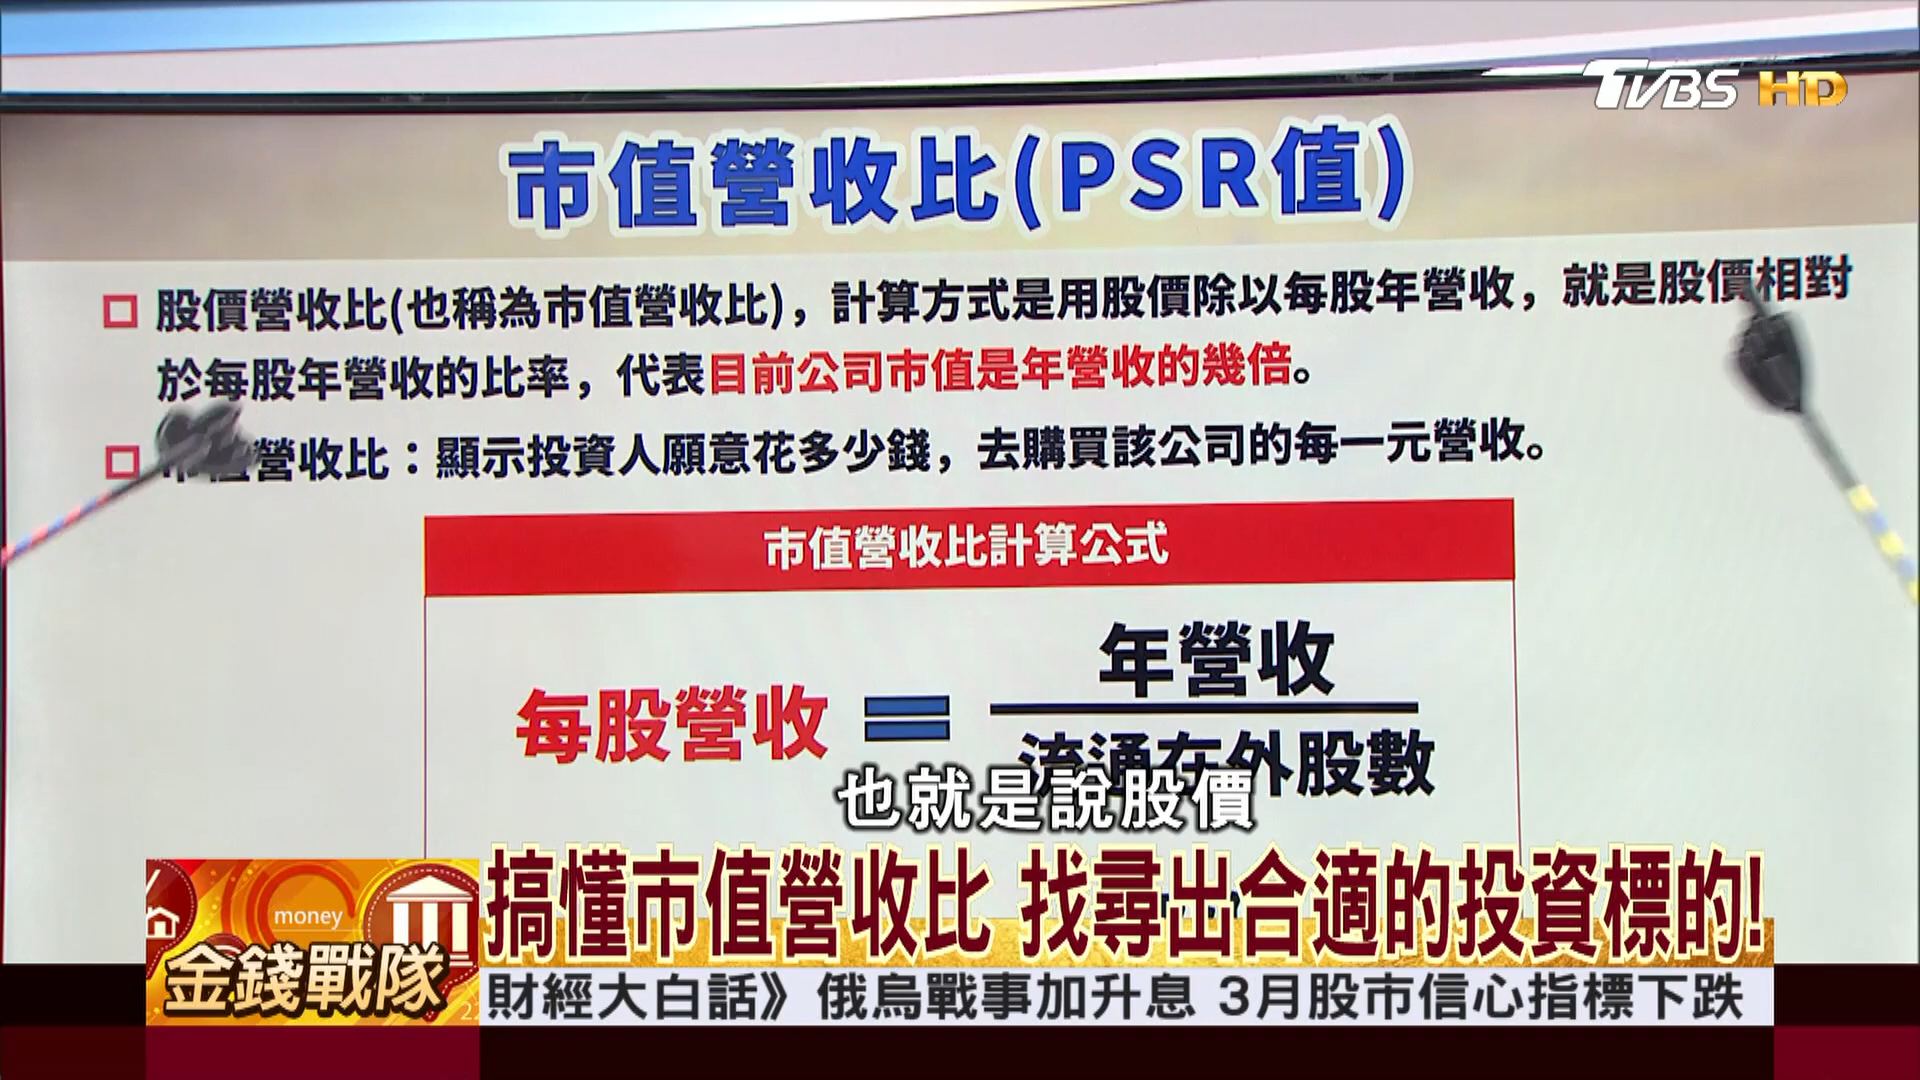 TVBS HD
市值營收比(PSR值)
股價營收比(也稱為市值營收比)，計算方式是用股價除以每股年營收，就是股價相對
於每股年營收的比率，代表目前公司市值是年營收的幾倍。
市值營收比：顯示投資人願意花多少錢，去購買該公司的每一元營收。
市值營收比計算公式
年營收
每股營收 =
流通在外股數
也就是說股價
money
搞懂市值營收比 找尋出合適的投資標的!
金錢戰隊
財經大白話》俄烏戰事加升息 3月股市信心指標下跌